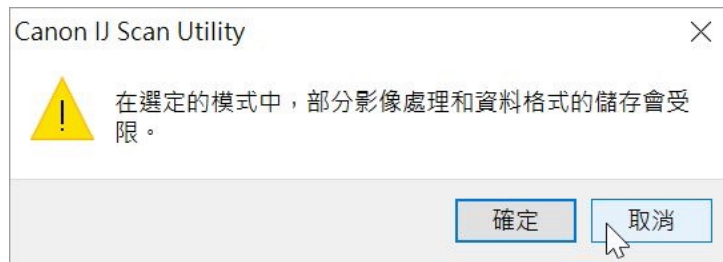 Canon IJ Scan Utility
在選定的模式中，部分影像處理和資料格式的儲存會受
限。
確定
取消